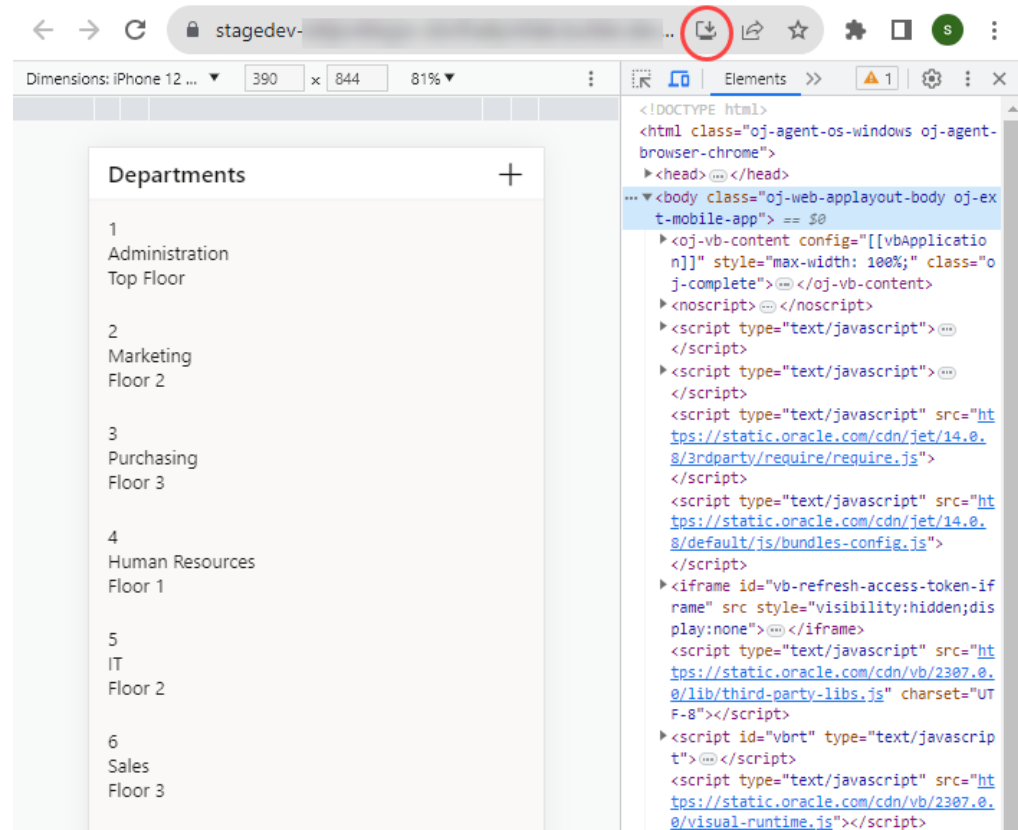 stagedev- ...
S
Dimensions: iPhone 12 ... ▼ 390 x 844 81% ▼
Elements >> 1
Departments
1
Administration
Top Floor
2
Marketing
Floor 2
3
Purchasing
Floor 3
4
Human Resources
Floor 1
5
IT
Floor 2
6
Sales
Floor 3
<!DOCTYPE html>
<html class="oj-agent-os-windows oj-agent-
browser-chrome">
<head>…</head>
<body class="oj-web-applayout-body oj-ex
t-mobile-app"> == $0
<oj-vb-content config="[[vbApplicatio
n]]" style="max-width: 100%;" class="o
j-complete">…</oj-vb-content>
<noscript>…</noscript>
<script type="text/javascript">…
</script>
<script type="text/javascript">…
</script>
<script type="text/javascript" src="ht
tps://static.oracle.com/cdn/jet/14.0.
8/3rdparty/require/require.js">
</script>
<script type="text/javascript" src="ht
tps://static.oracle.com/cdn/jet/14.0.
8/default/js/bundles-config.js">
</script>
<iframe id="vb-refresh-access-token-if
rame" src style="visibility:hidden;dis
play:none">…</iframe>
<script type="text/javascript" src="ht
tps://static.oracle.com/cdn/vb/2307.0.
0/lib/third-party-libs.js" charset="UT
F-8"></script>
<script id="vbrt" type="text/javascrip
t">…</script>
<script type="text/javascript" src="ht
tps://static.oracle.com/cdn/vb/2307.0.
0/visual-runtime.js"></script>